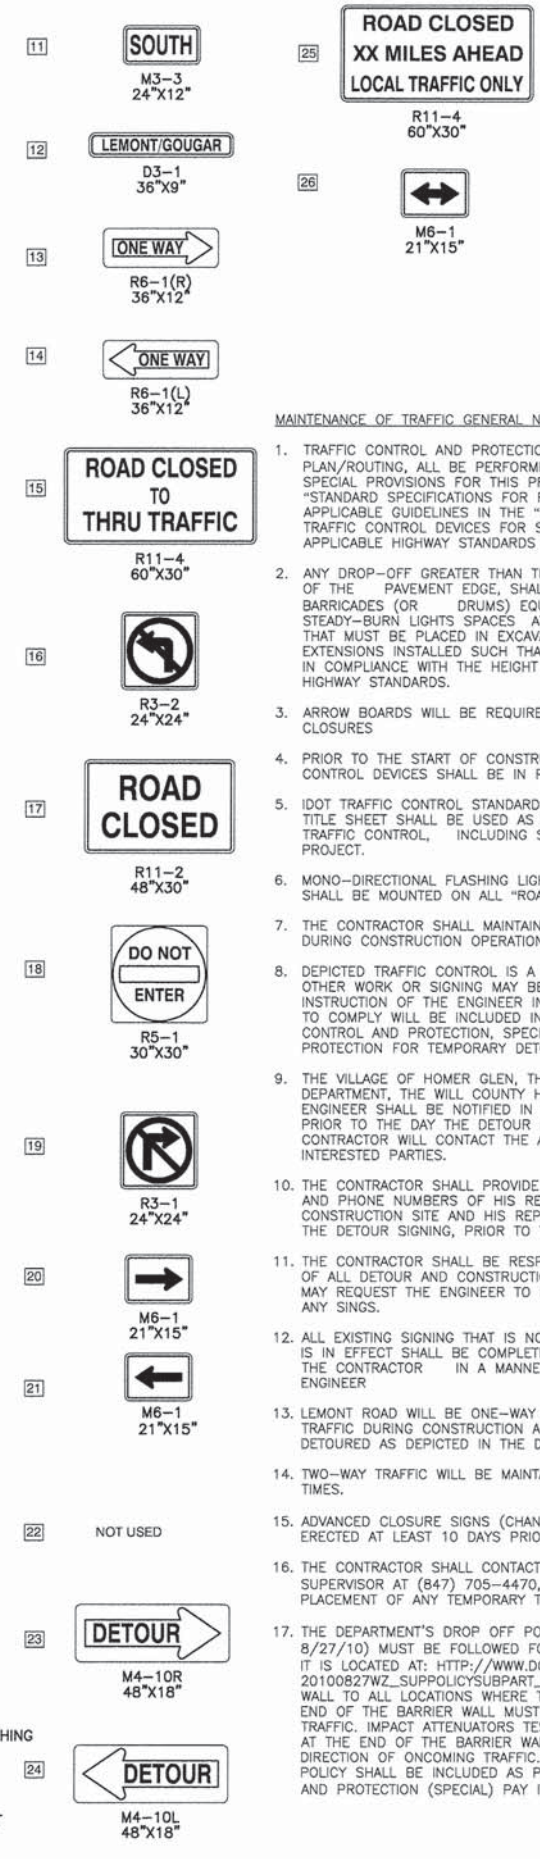 11
SOUTH
M3-3
24"X12"
12
LEMONT/GOUGAR
D3-1
36"X9"
13
ONE WAY
R6-1(R)
36"X12"
14
ONE WAY
R6-1(L)
36"X12"
15
ROAD CLOSED
TO
THRU TRAFFIC
R11-4
60"X30"
16
R3-2
24"X24"
17
ROAD
CLOSED
R11-2
48"X30"
18
DO NOT
ENTER
R5-1
30"X30"
19
R3-1
24"X24"
20
M6-1
21"X15"
21
M6-1
21"X15"
22
NOT USED
23
DETOUR
M4-10R
48"X18"
HING
24
DETOUR
M4-10L
48"X18"
25
ROAD CLOSED
XX MILES AHEAD
LOCAL TRAFFIC ONLY
R11-4
60"X30"
26
M6-1
21"X15"
MAINTENANCE OF TRAFFIC GENERAL N
1. TRAFFIC CONTROL AND PROTECTIO
PLAN/ROUTING, ALL BE PERFORM
SPECIAL PROVISIONS FOR THIS PR
"STANDARD SPECIFICATIONS FOR
APPLICABLE GUIDELINES IN THE "
TRAFFIC CONTROL DEVICES FOR S
APPLICABLE HIGHWAY STANDARDS
2. ANY DROP-OFF GREATER THAN T
OF THE PAVEMENT EDGE, SHAL
BARRICADES (OR DRUMS) EQU
STEADY-BURN LIGHTS SPACES A
THAT MUST BE PLACED IN EXCAV
EXTENSIONS INSTALLED SUCH THA
IN COMPLIANCE WITH THE HEIGHT
HIGHWAY STANDARDS.
3. ARROW BOARDS WILL BE REQUIRE
CLOSURES
4. PRIOR TO THE START OF CONSTR
CONTROL DEVICES SHALL BE IN
5. IDOT TRAFFIC CONTROL STANDARD
TITLE SHEET SHALL BE USED AS
TRAFFIC CONTROL, INCLUDING S
PROJECT.
6. MONO-DIRECTIONAL FLASHING LIGH
SHALL BE MOUNTED ON ALL "ROA
7. THE CONTRACTOR SHALL MAINTAIN
DURING CONSTRUCTION OPERATION
8. DEPICTED TRAFFIC CONTROL IS A
OTHER WORK OR SIGNING MAY BE
INSTRUCTION OF THE ENGINEER IN
TO COMPLY WILL BE INCLUDED IN
CONTROL AND PROTECTION, SPECI
PROTECTION FOR TEMPORARY DET
9. THE VILLAGE OF HOMER GLEN, TH
DEPARTMENT, THE WILL COUNTY H
ENGINEER SHALL BE NOTIFIED IN
PRIOR TO THE DAY THE DETOUR
CONTRACTOR WILL CONTACT THE A
INTERESTED PARTIES.
10. THE CONTRACTOR SHALL PROVIDE
AND PHONE NUMBERS OF HIS RE
CONSTRUCTION SITE AND HIS REP
THE DETOUR SIGNING, PRIOR TO
11. THE CONTRACTOR SHALL BE RESP
OF ALL DETOUR AND CONSTRUCTI
MAY REQUEST THE ENGINEER TO
ANY SINGS.
12. ALL EXISTING SIGNING THAT IS NO
IS IN EFFECT SHALL BE COMPLET
THE CONTRACTOR IN A MANNE
ENGINEER
13. LEMONT ROAD WILL BE ONE-WAY
TRAFFIC DURING CONSTRUCTION A
DETOURED AS DEPICTED IN THE D
14. TWO-WAY TRAFFIC WILL BE MAINTA
TIMES.
15. ADVANCED CLOSURE SIGNS (CHAN
ERECTED AT LEAST 10 DAYS PRIO
16. THE CONTRACTOR SHALL CONTACT
SUPERVISOR AT (847) 705-4470,
PLACEMENT OF ANY TEMPORARY T
17. THE DEPARTMENT'S DROP OFF PO
8/27/10) MUST BE FOLLOWED FO
IT IS LOCATED AT: HTTP://WWW.DO
20100827WZ_SUPPOLICYSUBPART_
WALL TO ALL LOCATIONS WHERE T
END OF THE BARRIER WALL MUST
TRAFFIC. IMPACT ATTENUATORS TES
AT THE END OF THE BARRIER WA
DIRECTION OF ONCOMING TRAFFIC.
POLICY SHALL BE INCLUDED AS P
AND PROTECTION (SPECIAL) PAY I